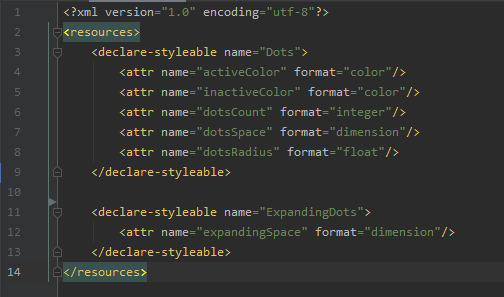 1 <?xml version="1.0" encoding="utf-8"?>
2 <resources>
3     <declare-styleable name="Dots">
4         <attr name="activeColor" format="color"/>
5         <attr name="inactiveColor" format="color"/>
6         <attr name="dotsCount" format="integer"/>
7         <attr name="dotsSpace" format="dimension"/>
8         <attr name="dotsRadius" format="float"/>
9     </declare-styleable>
10
11     <declare-styleable name="ExpandingDots">
12         <attr name="expandingSpace" format="dimension"/>
13     </declare-styleable>
14 </resources>